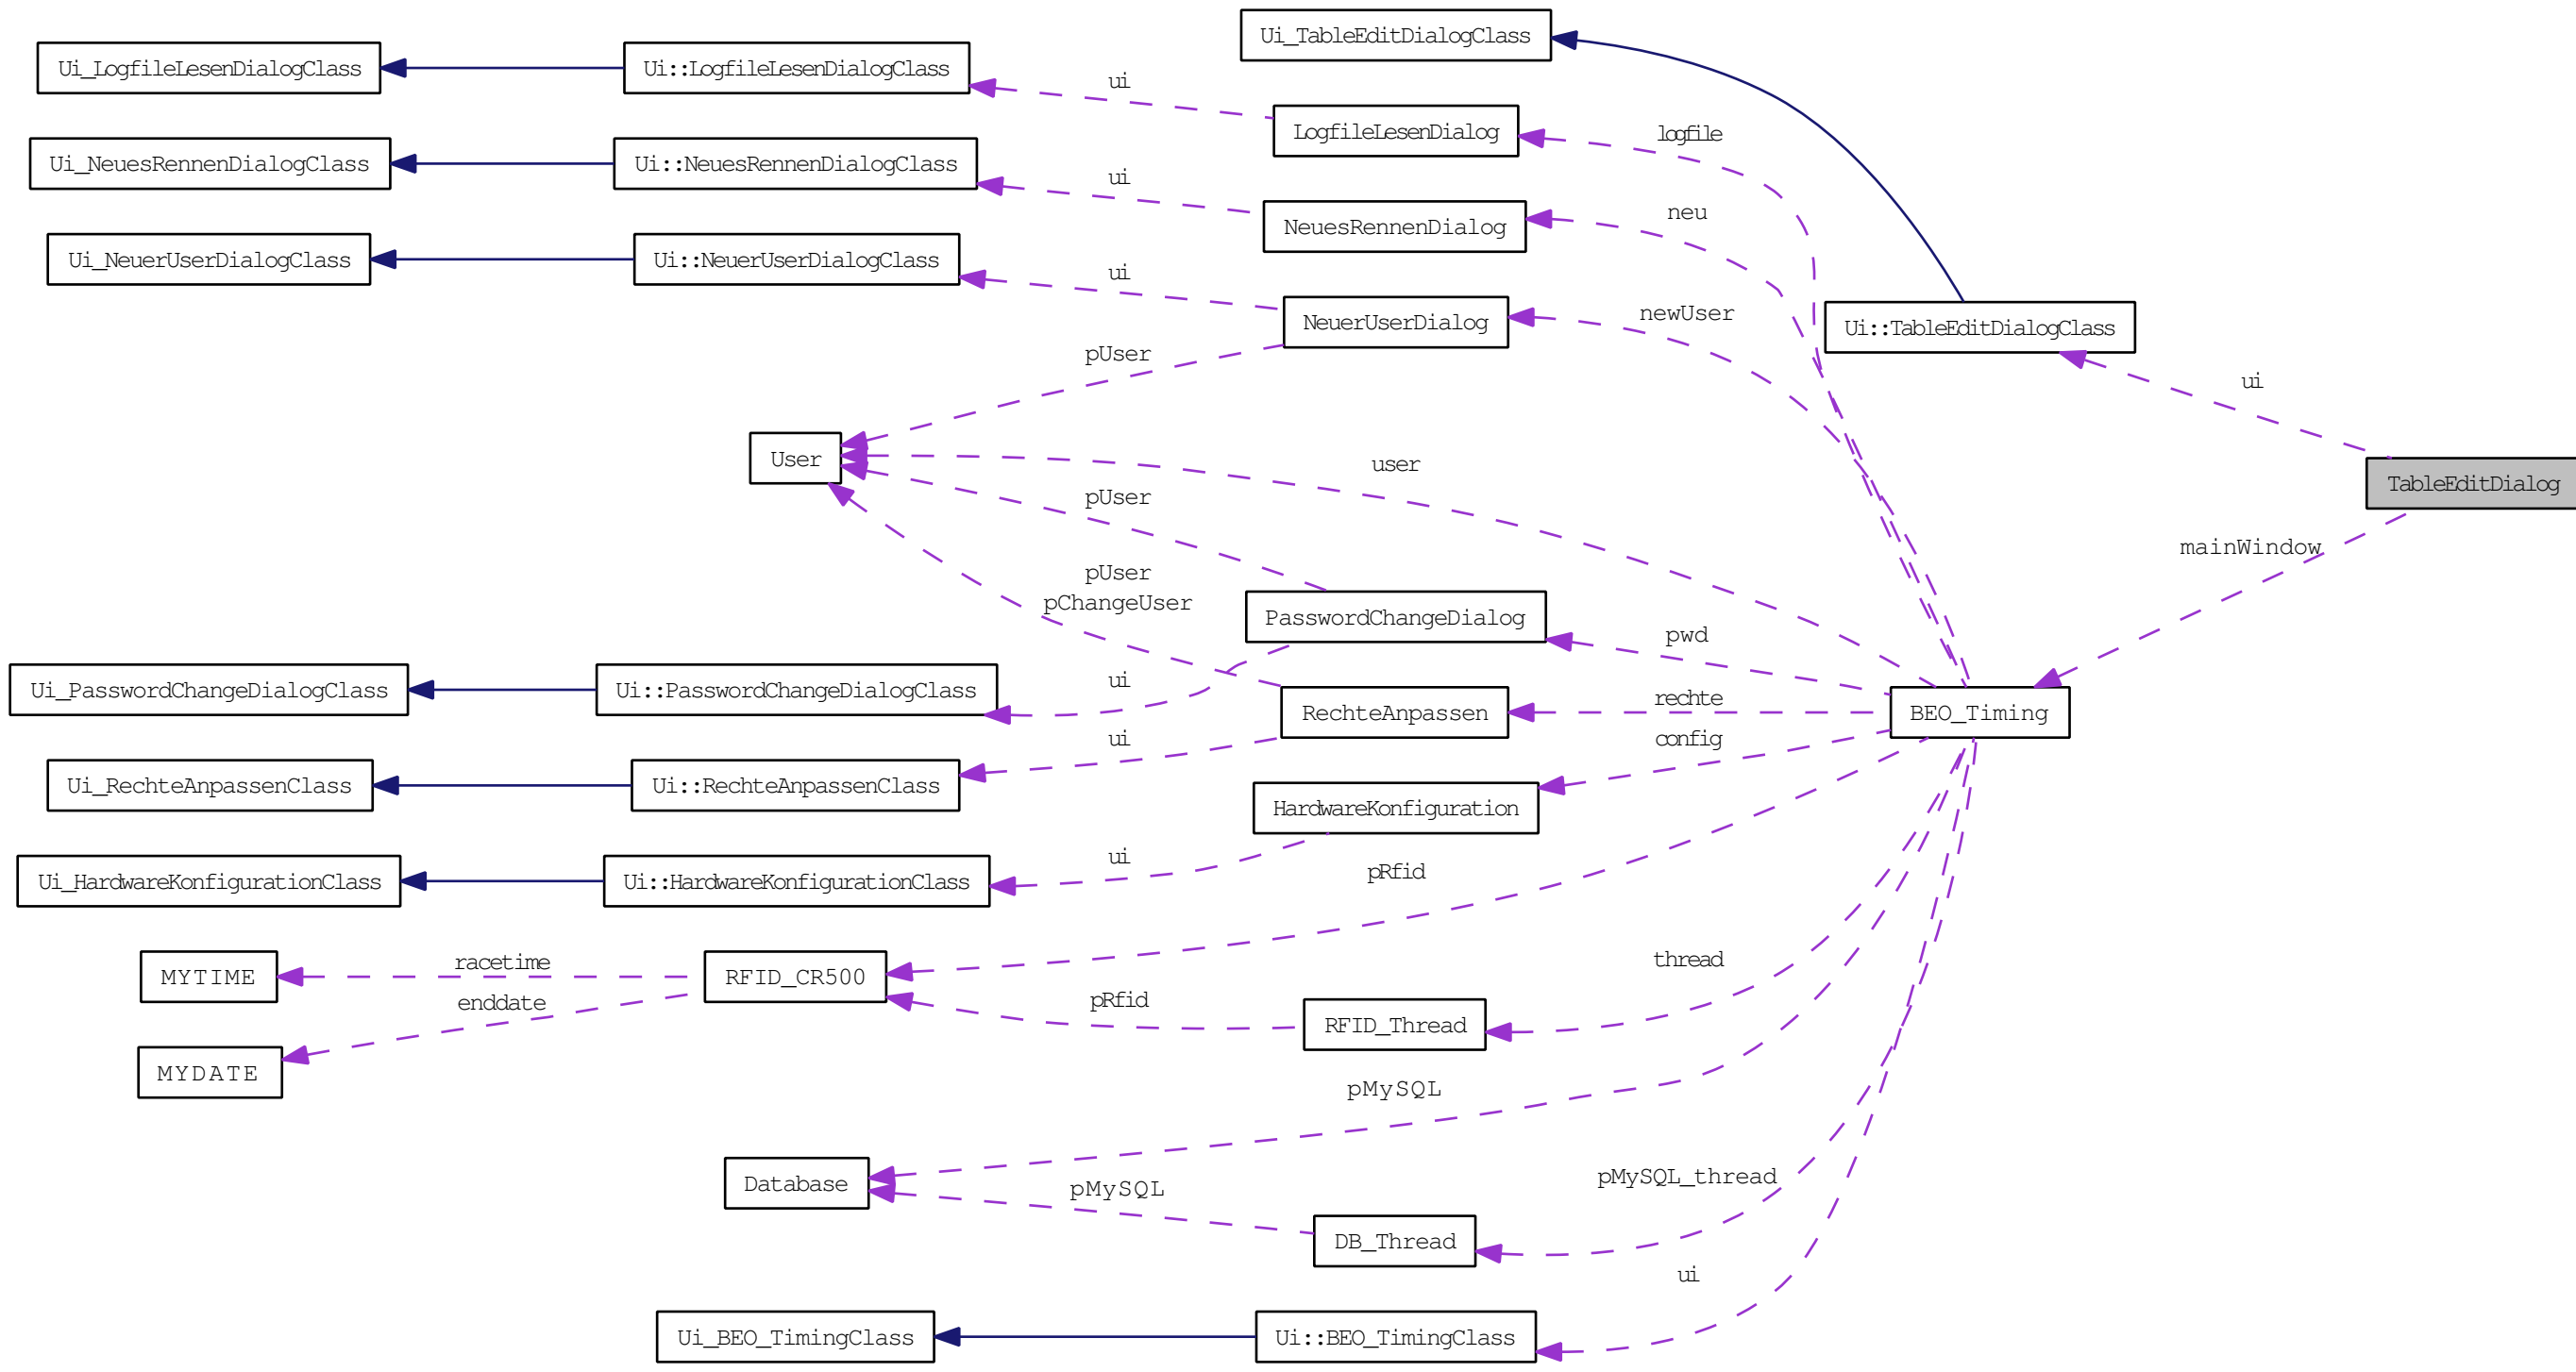 Ui_TableEditDialogClass
Ui_LogfileLesenDialogClass
Ui::LogfileLesenDialogClass
ui
LogfileLesenDialog
logfile
Ui_NeuesRennenDialogClass
Ui::NeuesRennenDialogClass
ui
NeuesRennenDialog
neu
Ui_NeuerUserDialogClass
Ui::NeuerUserDialogClass
ui
NeuerUserDialog
newUser
Ui::TableEditDialogClass
pUser
ui
User
user
TableEditDialog
pUser
mainWindow
pUser
pChangeUser
PasswordChangeDialog
pwd
Ui_PasswordChangeDialogClass
Ui::PasswordChangeDialogClass
ui
RechteAnpassen
rechte
BEO_Timing
ui
config
Ui_RechteAnpassenClass
Ui::RechteAnpassenClass
HardwareKonfiguration
ui
pRfid
Ui_HardwareKonfigurationClass
Ui::HardwareKonfigurationClass
MYTIME
racetime
RFID_CR500
thread
enddate
pRfid
RFID_Thread
MYDATE
pMySQL
Database
pMySQL
pMySQL_thread
DB_Thread
ui
Ui_BEO_TimingClass
Ui::BEO_TimingClass